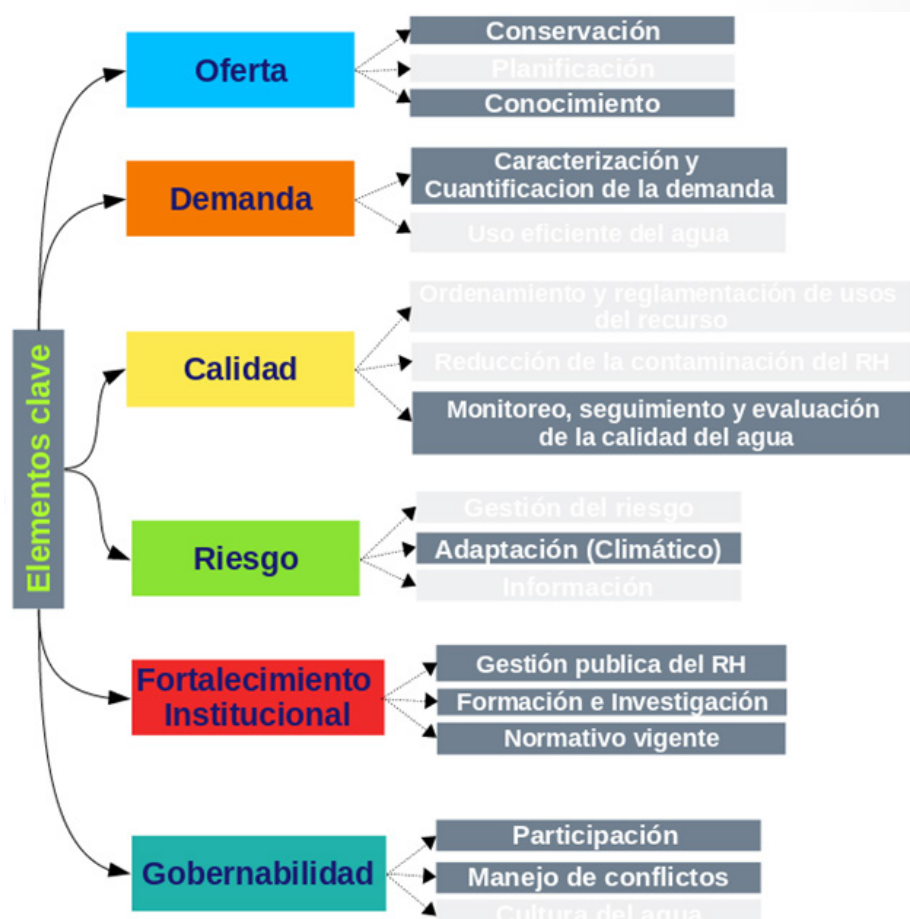 Elementos clave
Oferta
Conservación
Planificación
Conocimiento
Demanda
Caracterización y
Cuantificacion de la demanda
Uso eficiente del agua
Calidad
Ordenamiento y reglamentación de usos
del recurso
Reducción de la contaminación del RH
Monitoreo, seguimiento y evaluación
de la calidad del agua
Riesgo
Gestión del riesgo
Adaptación (Climático)
Información
Fortalecimiento
Institucional
Gestión publica del RH
Formación e Investigación
Normativo vigente
Gobernabilidad
Participación
Manejo de conflictos
Cultura del agua